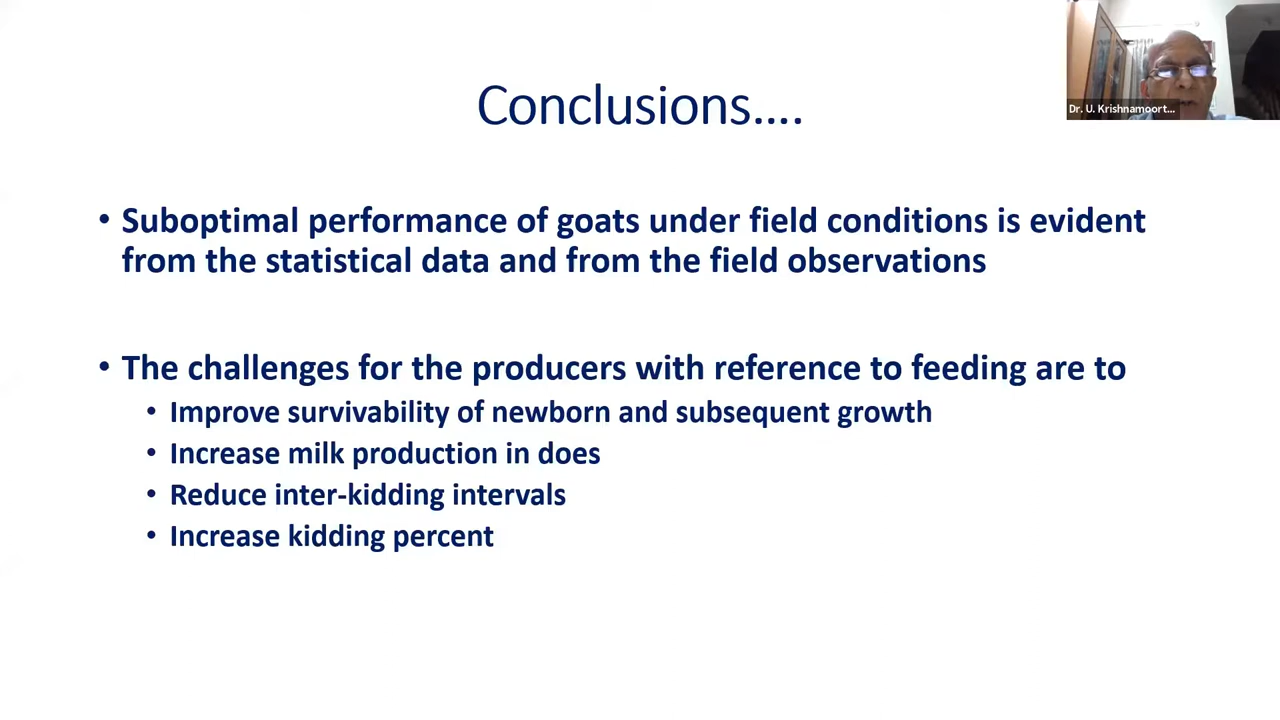 Conclusions....
Dr. U. Krishnamoort...
• Suboptimal performance of goats under field conditions is evident
from the statistical data and from the field observations
• The challenges for the producers with reference to feeding are to
• Improve survivability of newborn and subsequent growth
• Increase milk production in does
• Reduce inter-kidding intervals
• Increase kidding percent